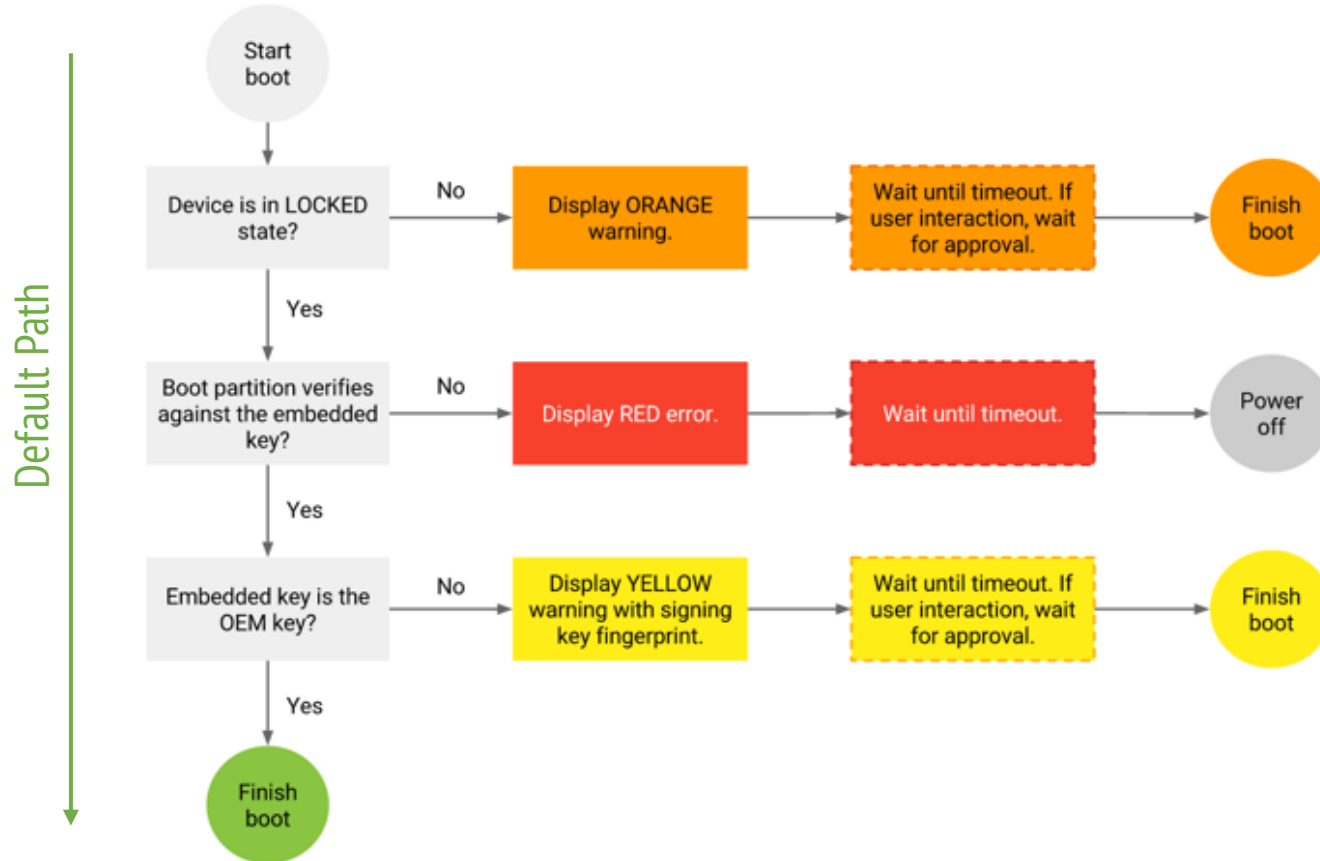 Start
boot
Default Path
Device is in LOCKED
state?
No
Display ORANGE
warning.
Wait until timeout. If
user interaction, wait
for approval.
Finish
boot
Yes
Boot partition verifies
against the embedded
key?
No
Display RED error.
Wait until timeout.
Power
off
Yes
Embedded key is the
OEM key?
No
Display YELLOW
warning with signing
key fingerprint.
Wait until timeout. If
user interaction, wait
for approval.
Finish
boot
Yes
Finish
boot